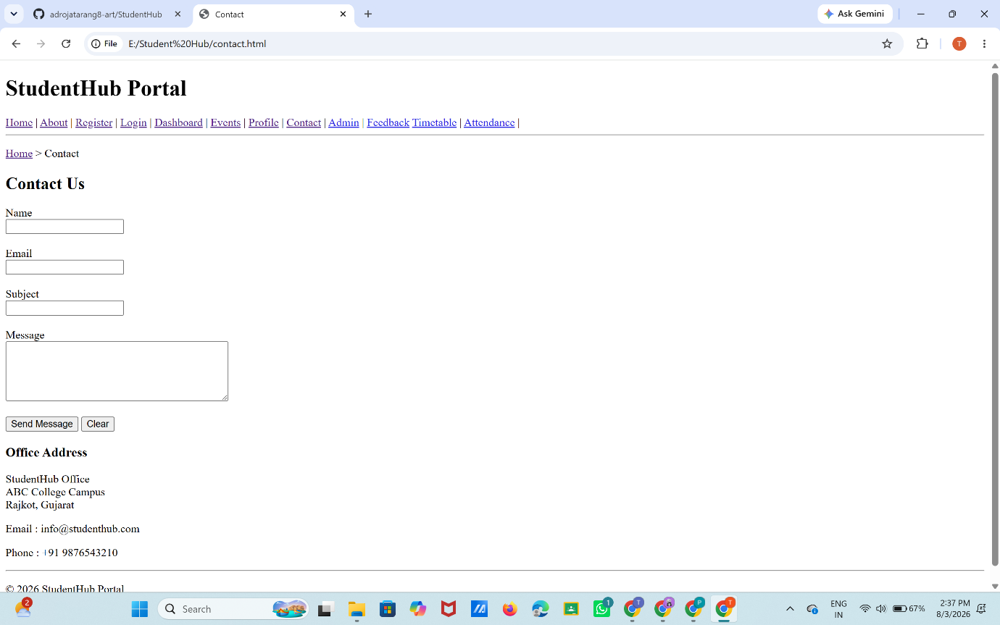 adrojatarang8-art/StudentHub
Contact
Ask Gemini
File
E:/Student%20Hub/contact.html
T
StudentHub Portal
Home | About | Register | Login | Dashboard | Events | Profile | Contact | Admin | Feedback Timetable | Attendance |
Home > Contact
Contact Us
Name
Email
Subject
Message
Send Message Clear
Office Address
StudentHub Office
ABC College Campus
Rajkot, Gujarat
Email : info@studenthub.com
Phone : +91 9876543210
© 2026 StudentHub Portal
2
Search
1
T
P
T
ENG
IN
67%
2:37 PM
8/3/2026